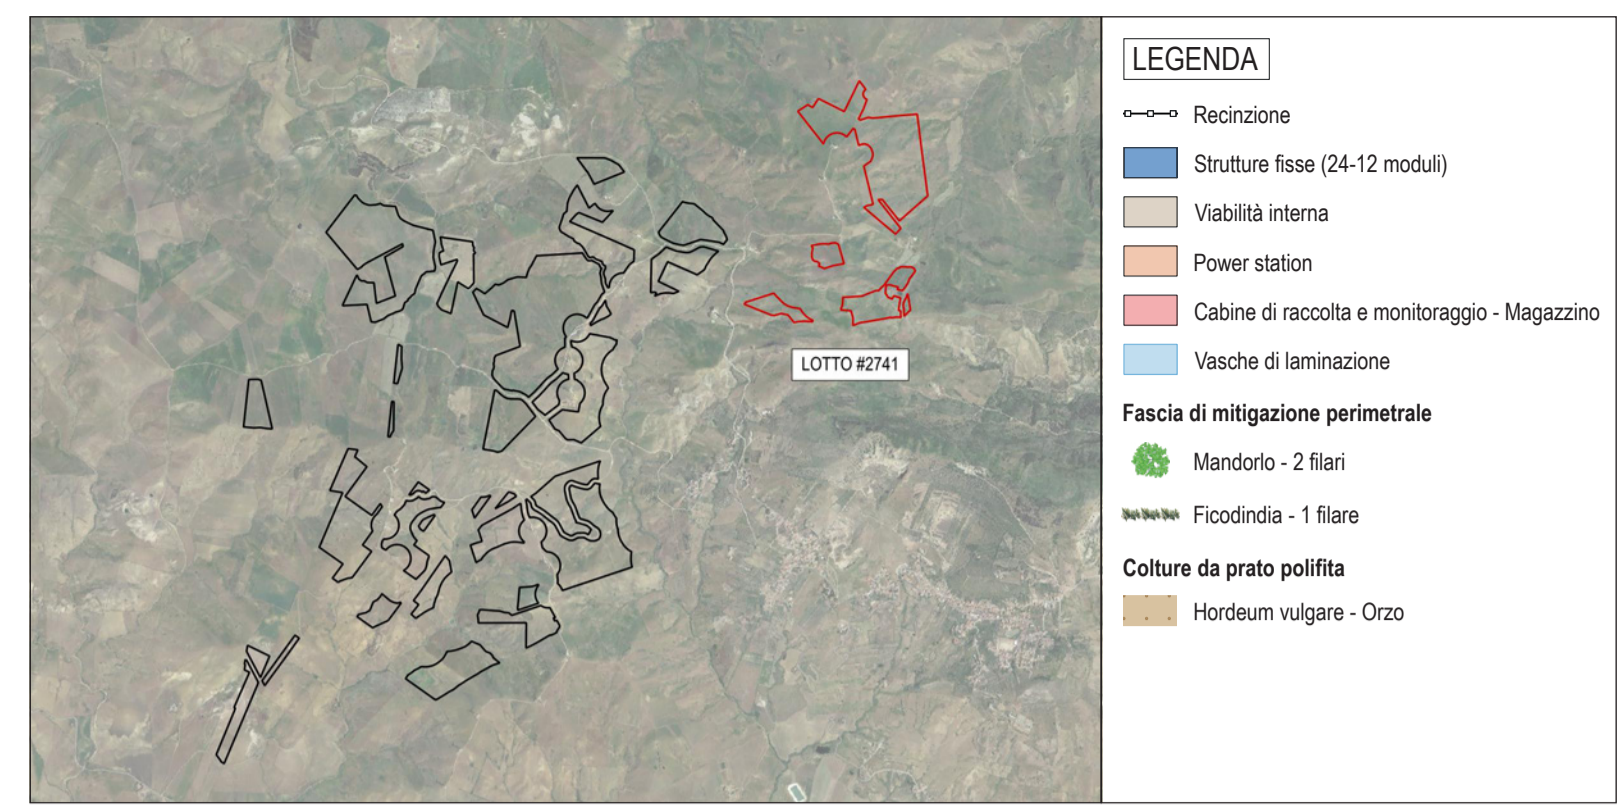 LOTTO #2741
LEGENDA
Recinzione
Strutture fisse (24-12 moduli)
Viabilità interna
Power station
Cabine di raccolta e monitoraggio - Magazzino
Vasche di laminazione
Fascia di mitigazione perimetrale
Mandorlo - 2 filari
Ficodindia - 1 filare
Colture da prato polifita
Hordeum vulgare - Orzo